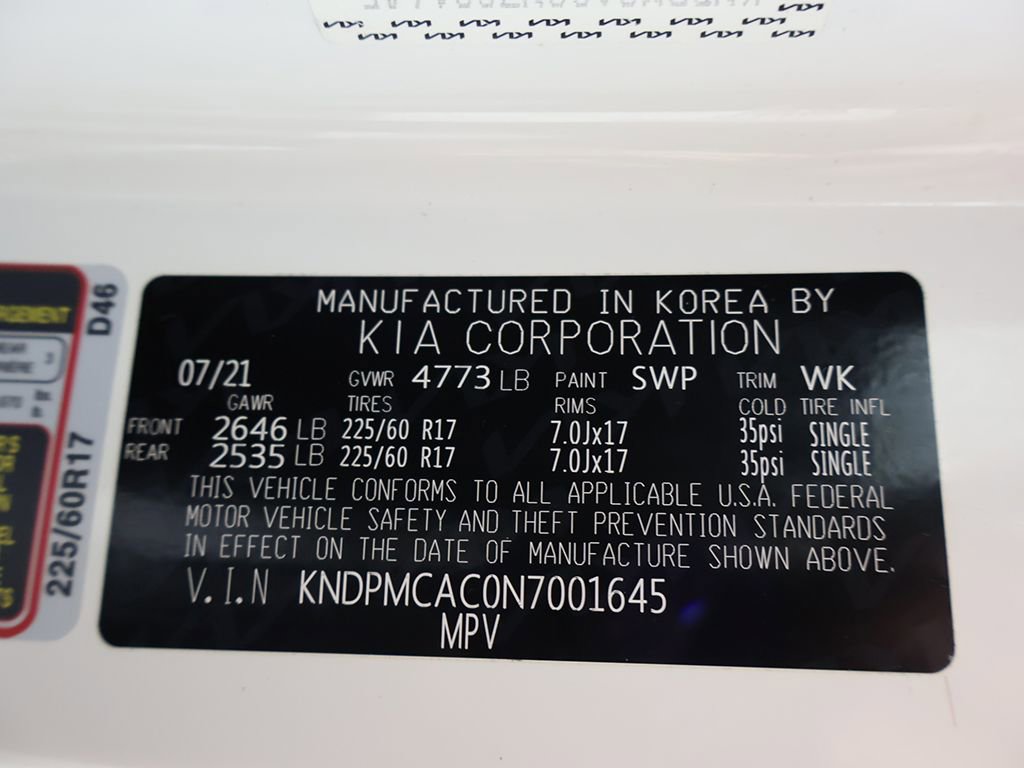 MANUFACTURED IN KOREA BY
KIA CORPORATION
07/21 GVWR 4773 LB PAINT SWP TRIM WK
GAWR TIRES RIMS COLD TIRE INFL
FRONT 2646 LB 225/60 R17 7.0Jx17 35psi SINGLE
REAR 2535 LB 225/60 R17 7.0Jx17 35psi SINGLE
THIS VEHICLE CONFORMS TO ALL APPLICABLE U.S.A. FEDERAL
MOTOR VEHICLE SAFETY AND THEFT PREVENTION STANDARDS
IN EFFECT ON THE DATE OF MANUFACTURE SHOWN ABOVE.
V.I.N KNDPMCAC0N7001645
MPV
D46
225/60R17